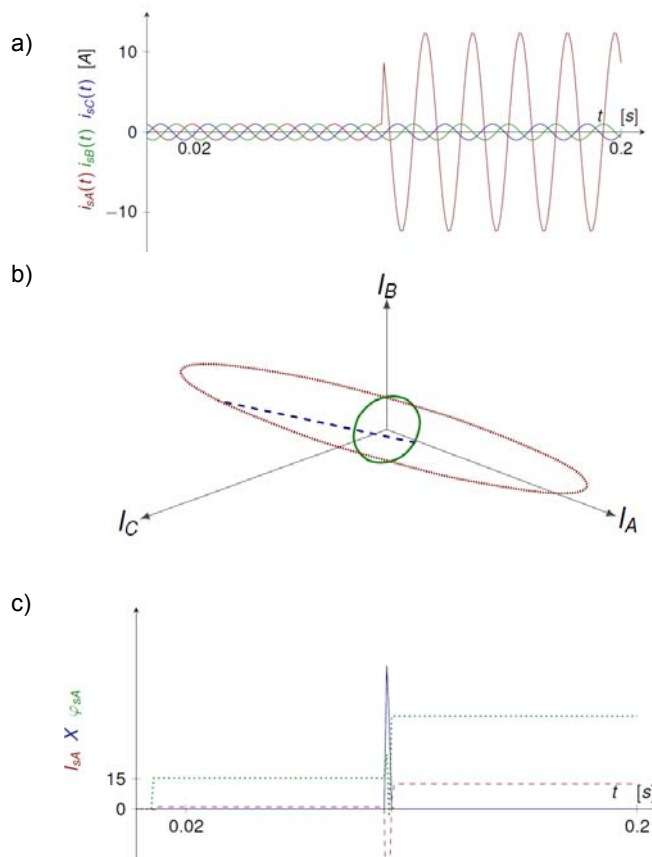 a)
i_sA(t) i_sB(t) i_sC(t) [A]
10
0
−10
0.02
t [s]
0.2
b)
I_B
I_C
I_A
c)
I_sA X φ_sA
15
0
0.02
t [s]
0.2